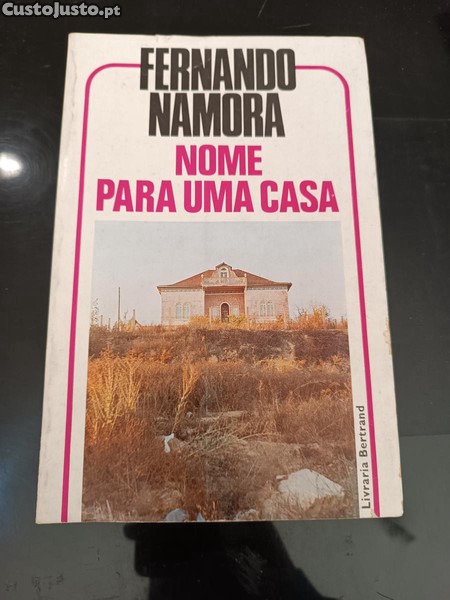 CustoJusto.pt
FERNANDO
NAMORA
NOME
PARA UMA CASA
Livraria Bertrand